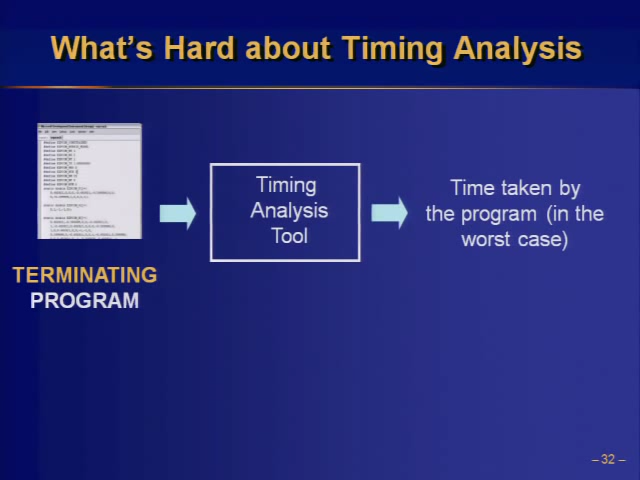 What's Hard about Timing Analysis
Timing
Analysis
Tool
Time taken by
the program (in the
worst case)
TERMINATING
PROGRAM
– 32 –